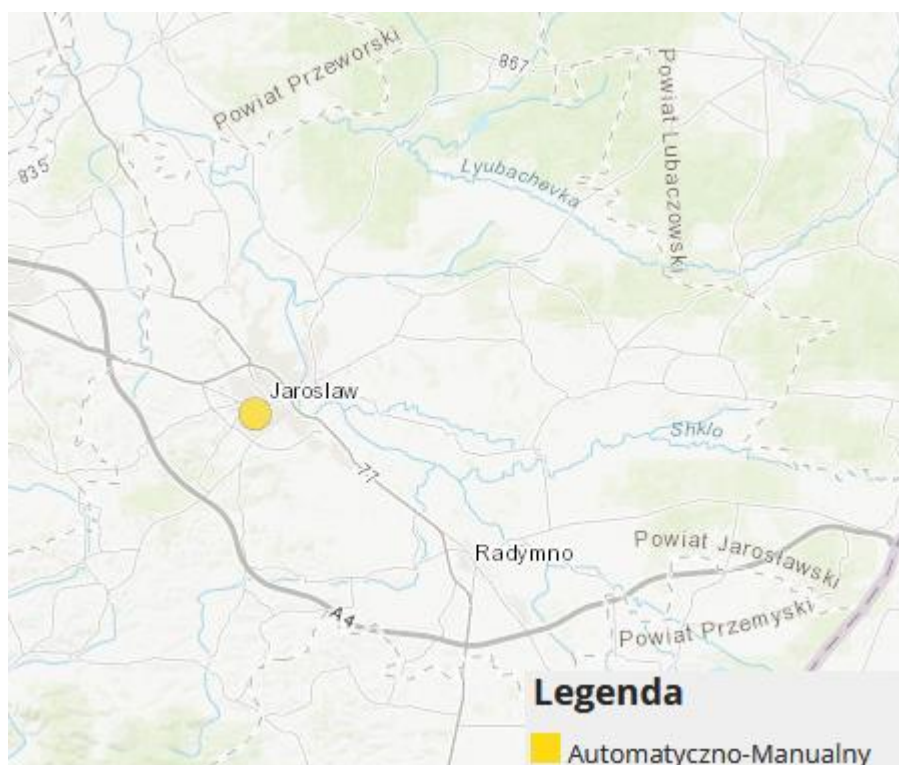 867
Powiat Przeworski
Powiat Lubaczowski
835
Lyubachevka
Jaroslaw
Shklo
77
Radymno
Powiat Jarosławski
A4
Powiat Przemyski
Legenda
Automatyczno-Manualny